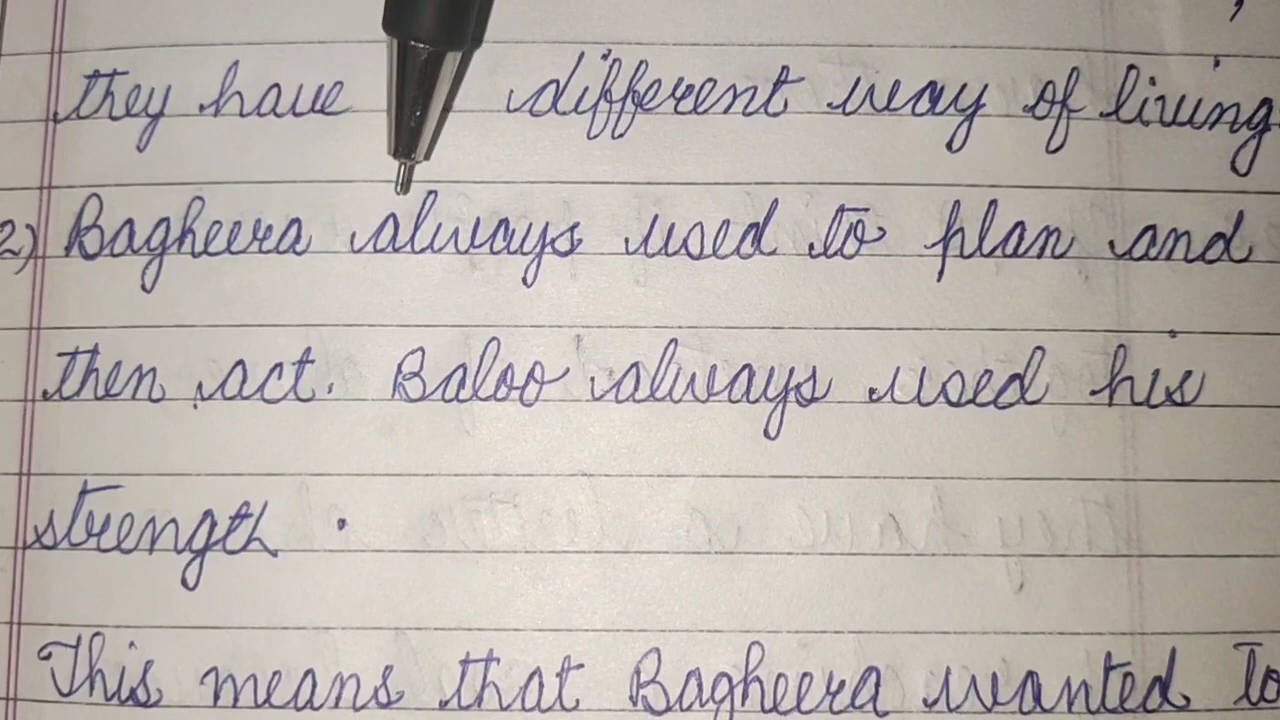 they have different way of living
2) Bagheera always used to plan and
then act. Baloo always used his
strength.
This means that Bagheera wanted to